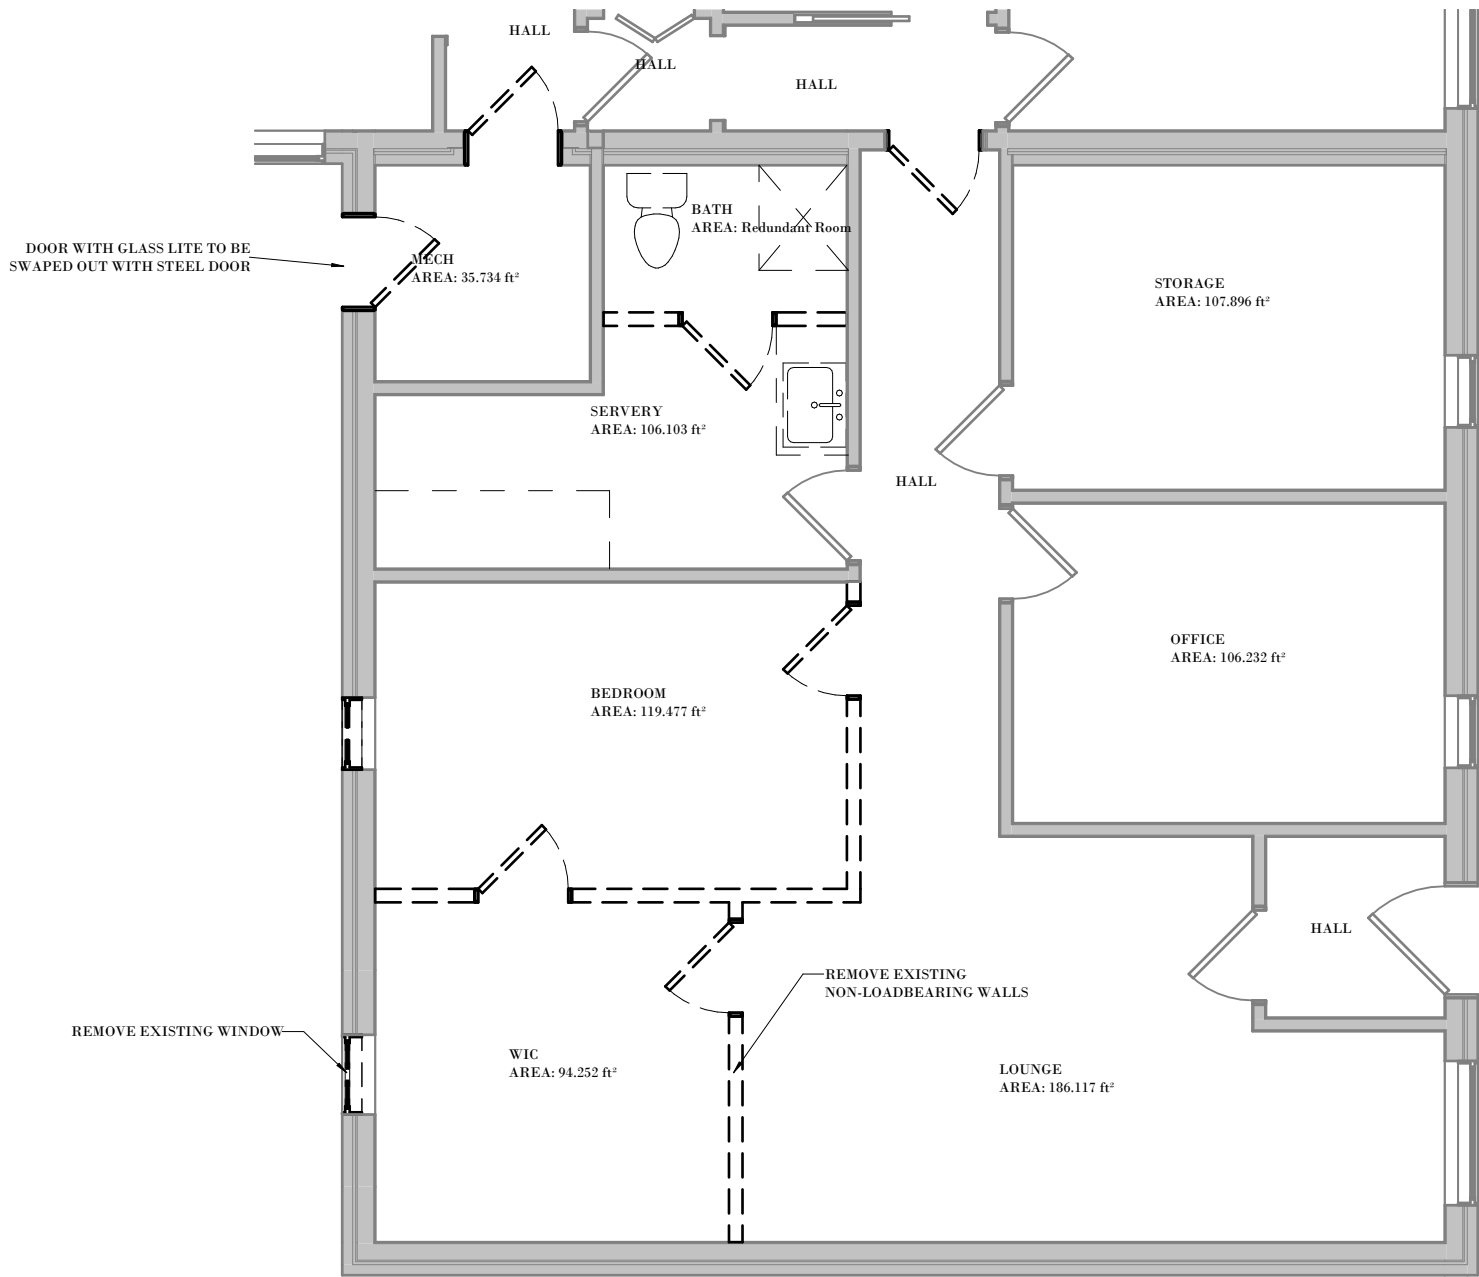 HALL
HALL
HALL
BATH
AREA: Redundant Room
DOOR WITH GLASS LITE TO BE
SWAPED OUT WITH STEEL DOOR
MECH
AREA: 35.734 ft²
STORAGE
AREA: 107.896 ft²
SERVERY
AREA: 106.103 ft²
HALL
OFFICE
AREA: 106.232 ft²
BEDROOM
AREA: 119.477 ft²
HALL
REMOVE EXISTING
NON-LOADBEARING WALLS
REMOVE EXISTING WINDOW
WIC
AREA: 94.252 ft²
LOUNGE
AREA: 186.117 ft²